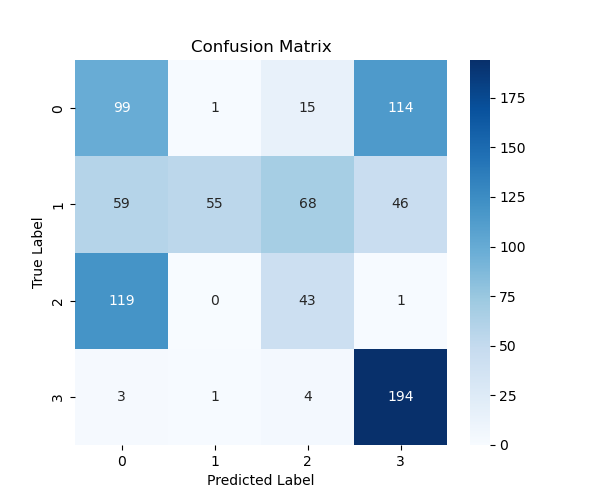 Confusion Matrix
0 99 1 15 114
1 59 55 68 46
2 119 0 43 1
3 3 1 4 194
0 1 2 3
True Label
Predicted Label
175
150
125
100
75
50
25
0